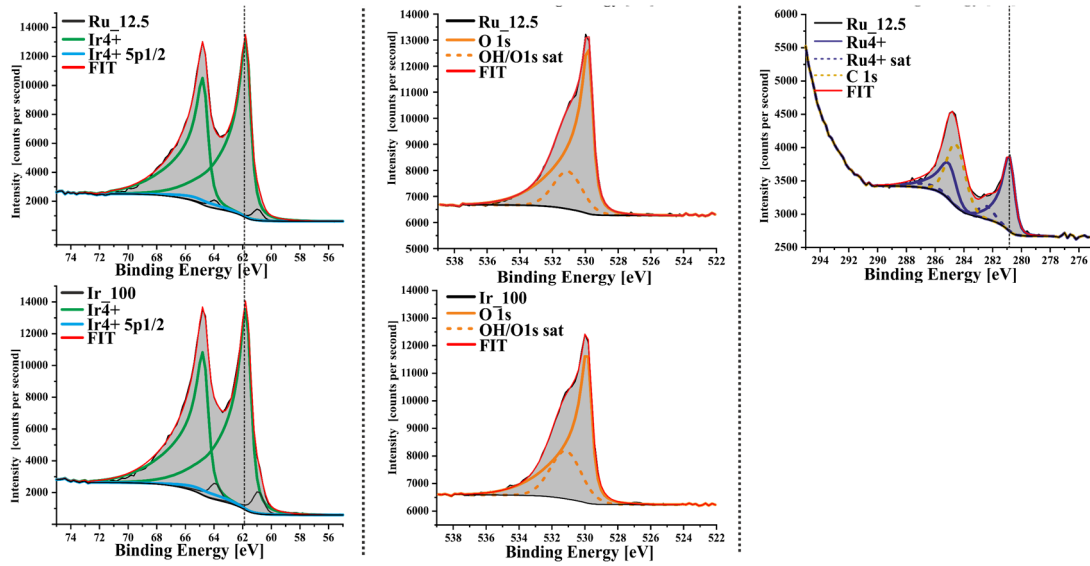 Ru_12.5
Ir4+
Ir4+ 5p1/2
FIT
Intensity [counts per second]
14000
12000
10000
8000
6000
4000
2000
74 72 70 68 66 64 62 60 58 56
Binding Energy [eV]
Ru_12.5
O 1s
OH/O1s sat
FIT
Intensity [counts per second]
14000
13000
12000
11000
10000
9000
8000
7000
6000
5000
538 536 534 532 530 528 526 524 522
Binding Energy [eV]
Ru_12.5
Ru4+
Ru4+ sat
C 1s
FIT
Intensity [counts per second]
6000
5500
5000
4500
4000
3500
3000
2500
294 292 290 288 286 284 282 280 278 276
Binding Energy [eV]
Ir_100
Ir4+
Ir4+ 5p1/2
FIT
Intensity [counts per second]
14000
12000
10000
8000
6000
4000
2000
74 72 70 68 66 64 62 60 58 56
Binding Energy [eV]
Ir_100
O_1s
OH/O1s sat
FIT
Intensity [counts per second]
14000
13000
12000
11000
10000
9000
8000
7000
6000
538 536 534 532 530 528 526 524 522
Binding Energy [eV]